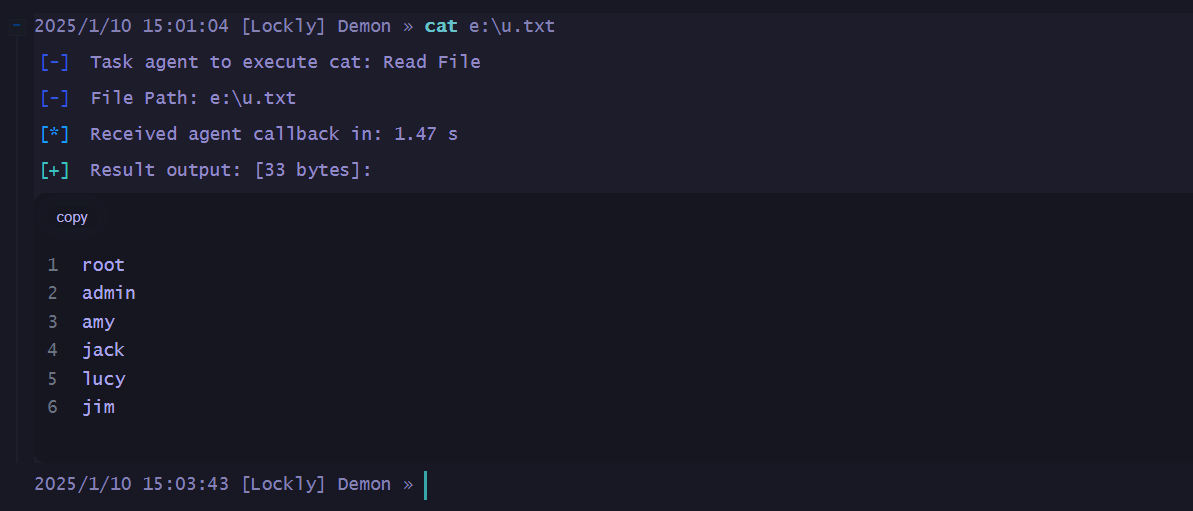 2025/1/10 15:01:04 [Lockly] Demon » cat e:\u.txt
[-] Task agent to execute cat: Read File
[-] File Path: e:\u.txt
[*] Received agent callback in: 1.47 s
[+] Result output: [33 bytes]:
copy
1 root
2 admin
3 amy
4 jack
5 lucy
6 jim
2025/1/10 15:03:43 [Lockly] Demon »